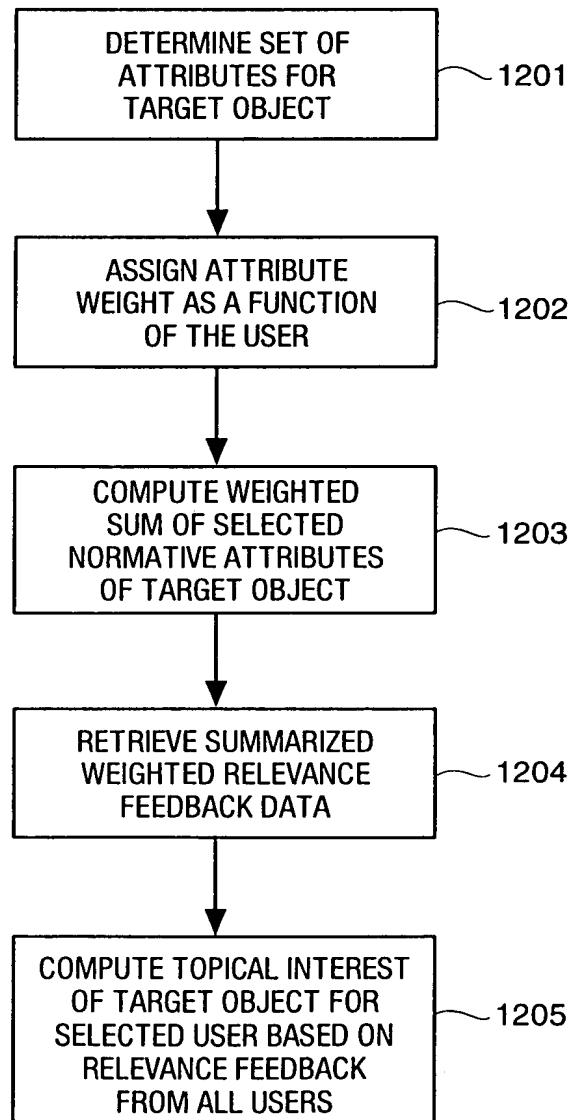 DETERMINE SET OF
ATTRIBUTES FOR
TARGET OBJECT
1201
ASSIGN ATTRIBUTE
WEIGHT AS A FUNCTION
OF THE USER
1202
COMPUTE WEIGHTED
SUM OF SELECTED
NORMATIVE ATTRIBUTES
OF TARGET OBJECT
1203
RETRIEVE SUMMARIZED
WEIGHTED RELEVANCE
FEEDBACK DATA
1204
COMPUTE TOPICAL INTEREST
OF TARGET OBJECT FOR
SELECTED USER BASED ON
RELEVANCE FEEDBACK
FROM ALL USERS
1205